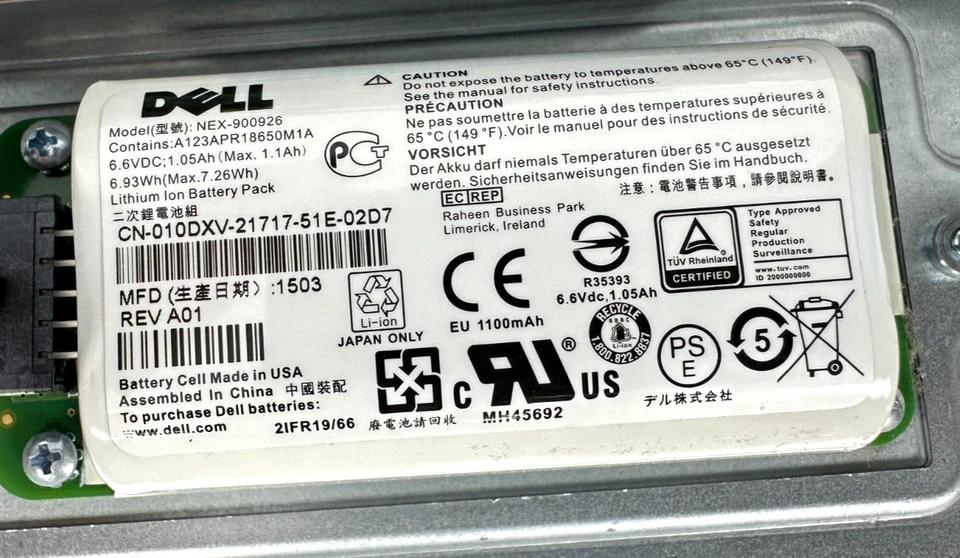 DELL
Model(型號): NEX-900926
Contains:A123APR18650M1A
6.6VDC;1.05Ah (Max. 1.1Ah)
6.93Wh(Max.7.26Wh)
Lithium Ion Battery Pack
二次鋰電池組
CN-010DXV-21717-51E-02D7
MFD (生產日期) :1503
REV A01
Battery Cell Made in USA
Assembled In China 中國裝配
To purchase Dell batteries:
www.dell.com
2IFR19/66
PCT
CAUTION
Do not expose the battery to temperatures above 65°C (149°F).
See the manual for safety instructions.
PRÉCAUTION
Ne pas soumettre la batterie à des temperatures supérieures à
65 °C (149 °F).Voir le manuel pour des instructions de sécurité.
VORSICHT
Der Akku darf niemals Temperaturen über 65 °C ausgesetzt
werden. Sicherheitsanweisungen finden Sie im Handbuch.
注意：電池警告事項，請參閱說明書。
EC REP
Raheen Business Park
Limerick, Ireland
Li-ion
JAPAN ONLY
CE
EU 1100mAh
R35393
6.6Vdc,1.05Ah
TÜV Rheinland
CERTIFIED
Type Approved
Safety
Regular
Production
Surveillance
www.tuv.com
ID 2000000000
廢電池請回收
c RU ® US
MH45692
RECYCLE
RBRC
Li-ion
1.800.822.8837
PS
E
5
デル株式会社